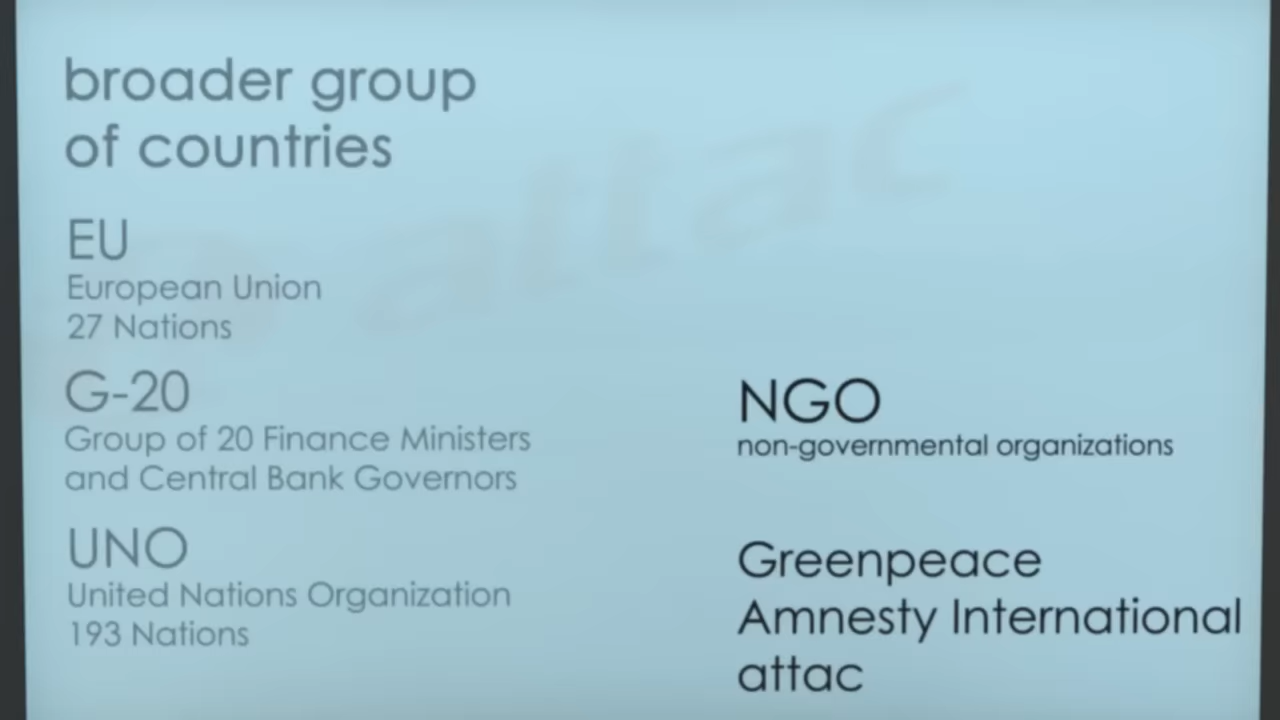 broader group
of countries
EU
European Union
27 Nations
G-20
Group of 20 Finance Ministers
and Central Bank Governors
UNO
United Nations Organization
193 Nations
attac
NGO
non-governmental organizations
Greenpeace
Amnesty International
attac